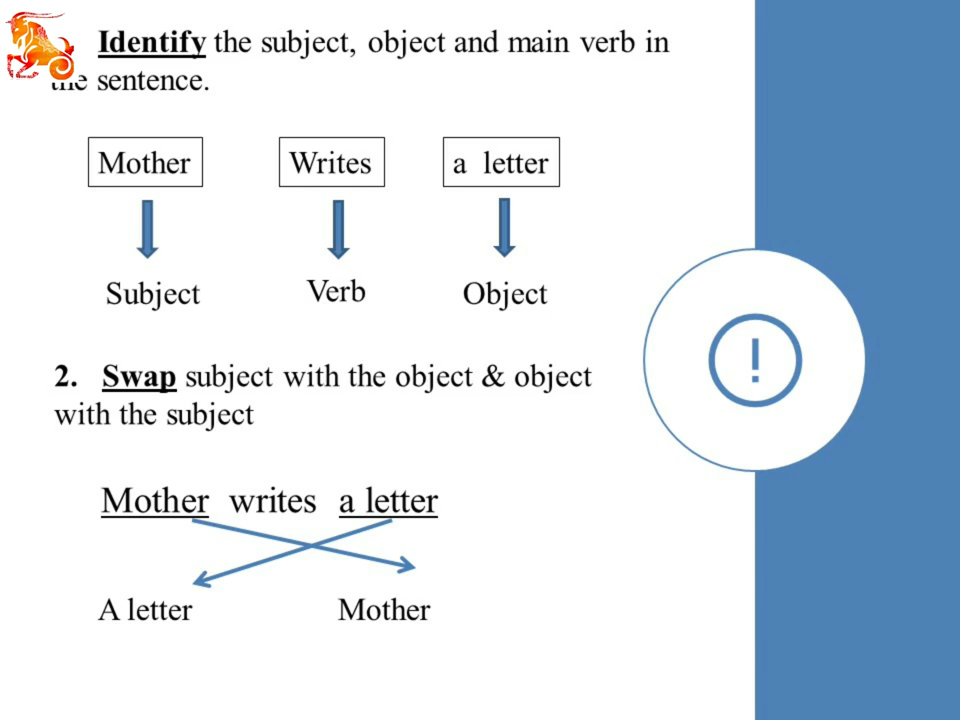 Identify the subject, object and main verb in
the sentence.
Mother Writes a letter
Subject Verb Object
2. Swap subject with the object & object
with the subject
Mother writes a letter
A letter Mother
!